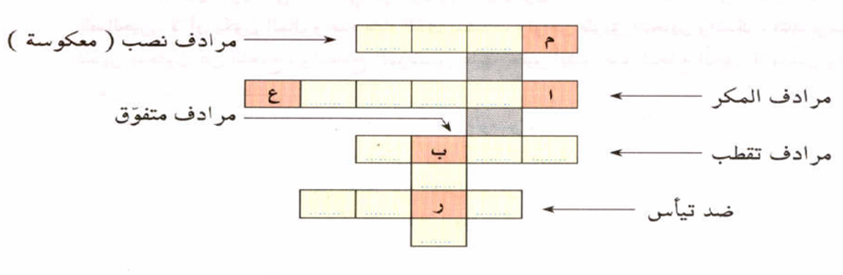 مرادف نصب ( معكوسة )
م
مرادف المكر
ا
ع
مرادف متفوّق
مرادف تقطب
ب
ضد تيأس
ر